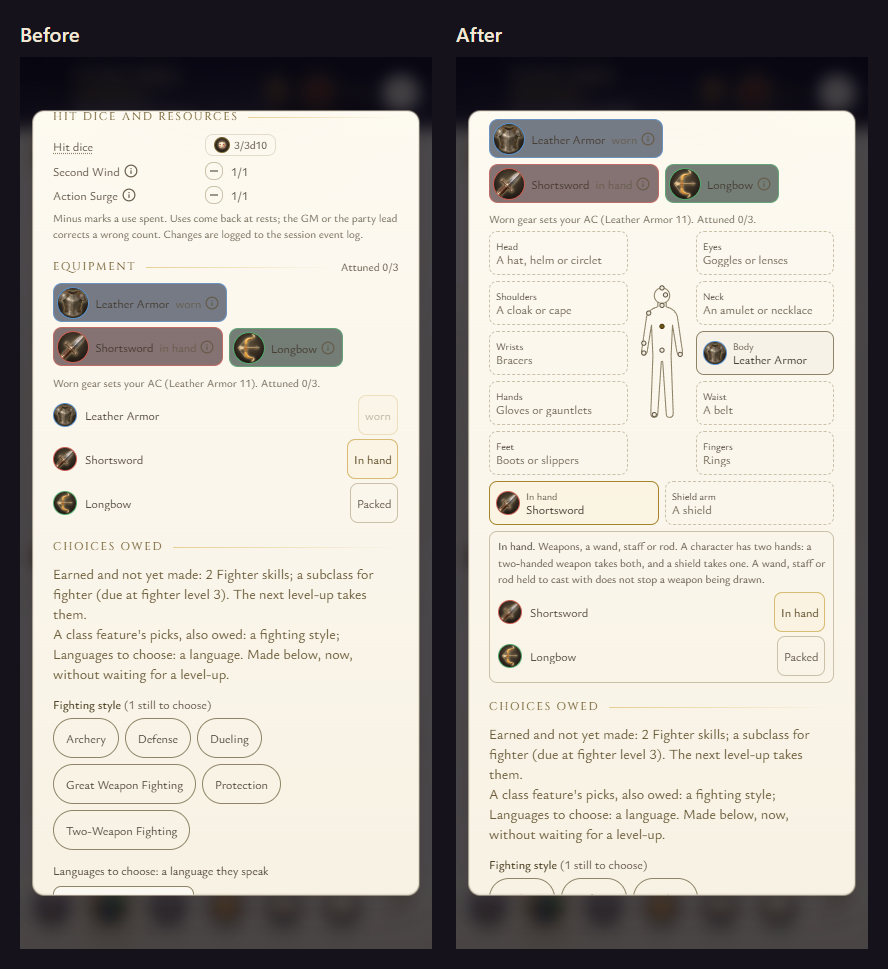 Before
HIT DICE AND RESOURCES
Hit dice
3/3d10
Second Wind
1/1
Action Surge
1/1
Minus marks a use spent. Uses come back at rests; the GM or the party lead
corrects a wrong count. Changes are logged to the session event log.
EQUIPMENT
Attuned 0/3
Leather Armor worn
Shortsword in hand
Longbow
Worn gear sets your AC (Leather Armor 11). Attuned 0/3.
Leather Armor
worn
Shortsword
In hand
Longbow
Packed
CHOICES OWED
Earned and not yet made: 2 Fighter skills; a subclass for
fighter (due at fighter level 3). The next level-up takes
them.
A class feature's picks, also owed: a fighting style;
Languages to choose: a language. Made below, now,
without waiting for a level-up.
Fighting style (1 still to choose)
Archery
Defense
Dueling
Great Weapon Fighting
Protection
Two-Weapon Fighting
Languages to choose: a language they speak
After
Leather Armor worn
Shortsword in hand
Longbow
Worn gear sets your AC (Leather Armor 11). Attuned 0/3.
Head
A hat, helm or circlet
Eyes
Goggles or lenses
Shoulders
A cloak or cape
Neck
An amulet or necklace
Wrists
Bracers
Body
Leather Armor
Hands
Gloves or gauntlets
Waist
A belt
Feet
Boots or slippers
Fingers
Rings
In hand
Shortsword
Shield arm
A shield
In hand. Weapons, a wand, staff or rod. A character has two hands: a
two-handed weapon takes both, and a shield takes one. A wand, staff or
rod held to cast with does not stop a weapon being drawn.
Shortsword
In hand
Longbow
Packed
CHOICES OWED
Earned and not yet made: 2 Fighter skills; a subclass for
fighter (due at fighter level 3). The next level-up takes
them.
A class feature's picks, also owed: a fighting style;
Languages to choose: a language. Made below, now,
without waiting for a level-up.
Fighting style (1 still to choose)